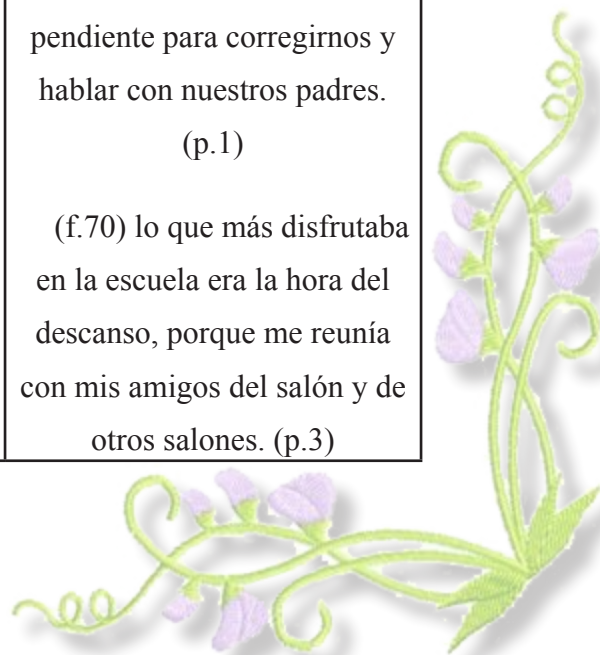 pendiente para corregirnos y
hablar con nuestros padres.
(p.1)
(f.70) lo que más disfrutaba
en la escuela era la hora del
descanso, porque me reunía
con mis amigos del salón y de
otros salones. (p.3)